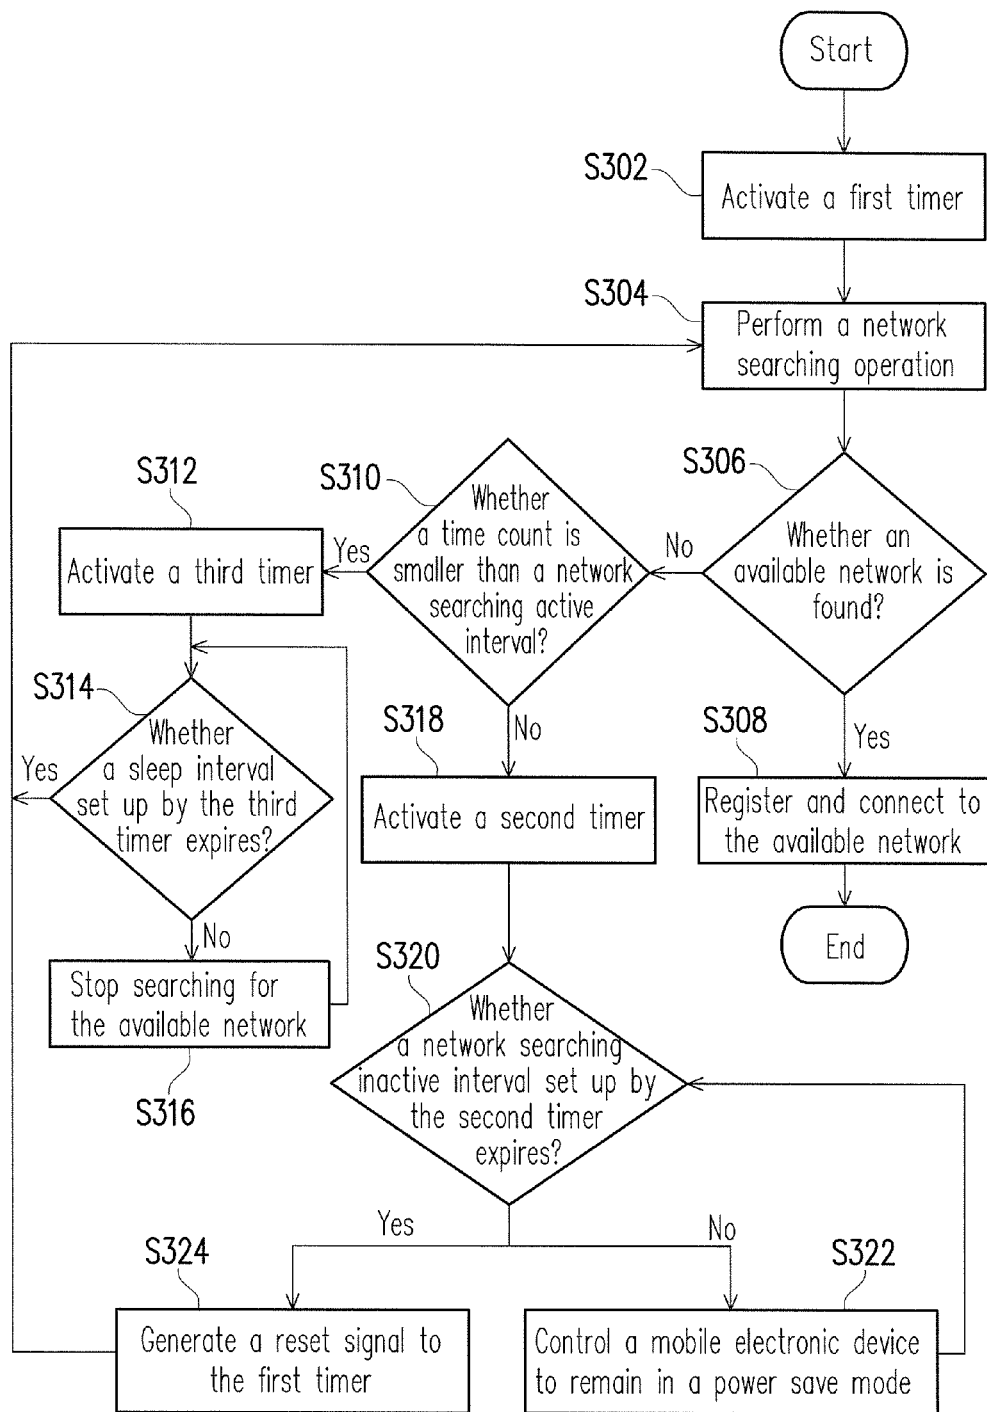 Start
S302
Activate a first timer
S304
Perform a network
searching operation
S306
Whether an
available network is
found?
No
Yes
S308
Register and connect to
the available network
End
S310
Whether
a time count is
smaller than a network
searching active
interval?
Yes
No
S312
Activate a third timer
S314
Whether
a sleep interval
set up by the third
timer expires?
Yes
No
Stop searching for
the available network
S316
S318
Activate a second timer
S320
Whether
a network searching
inactive interval set up by
the second timer
expires?
Yes
No
S324
Generate a reset signal to
the first timer
S322
Control a mobile electronic device
to remain in a power save mode